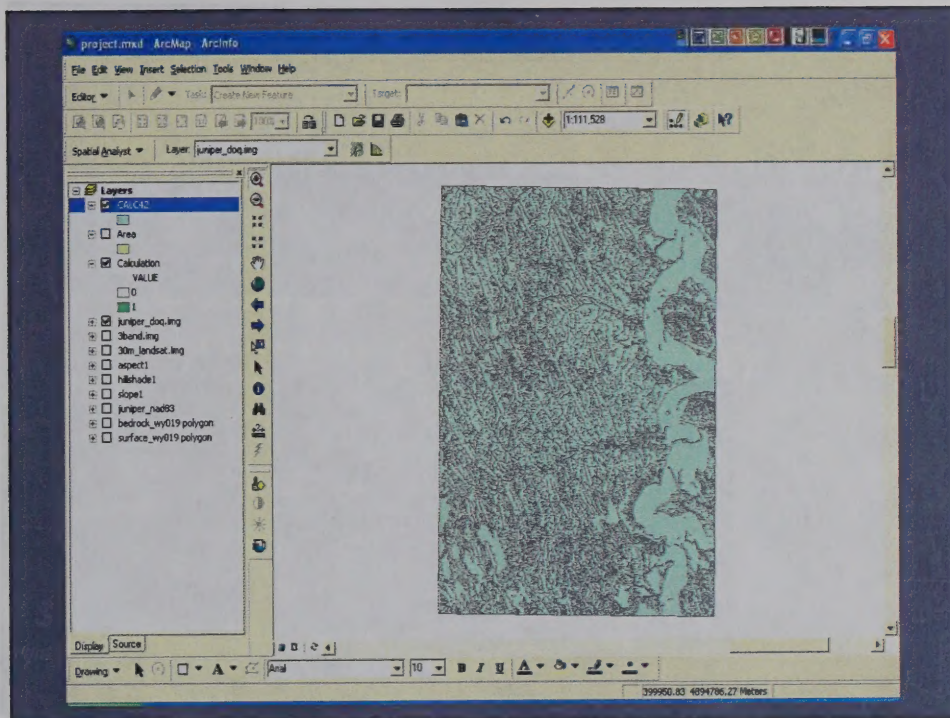 project.mxd ArcMap ArcInfo
File Edit View Insert Selection Tools Window Help
Editor Task: Create New Feature Target:
100% 1:111,528
Spatial Analyst Layer: juniper_doq.img
Layers
CALC42
Area
Calculation
VALUE
0
1
juniper_doq.img
3band.img
30m_landsat.img
aspect1
hillshade1
slope1
juniper_nad83
bedrock_wy019 polygon
surface_wy019 polygon
Display Source
Drawing A Arial 10 B I U A
399950.83 4894786.27 Meters